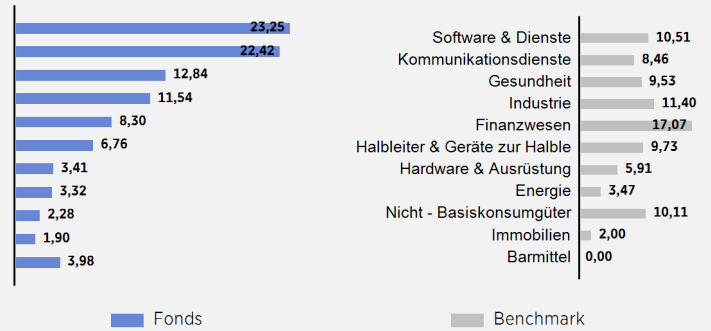 23,25
22,42
12,84
11,54
8,30
6,76
3,41
3,32
2,28
1,90
3,98
Software & Dienste 10,51
Kommunikationsdienste 8,46
Gesundheit 9,53
Industrie 11,40
Finanzwesen 17,07
Halbleiter & Geräte zur Halble 9,73
Hardware & Ausrüstung 5,91
Energie 3,47
Nicht - Basiskonsumgüter 10,11
Immobilien 2,00
Barmittel 0,00
Fonds
Benchmark